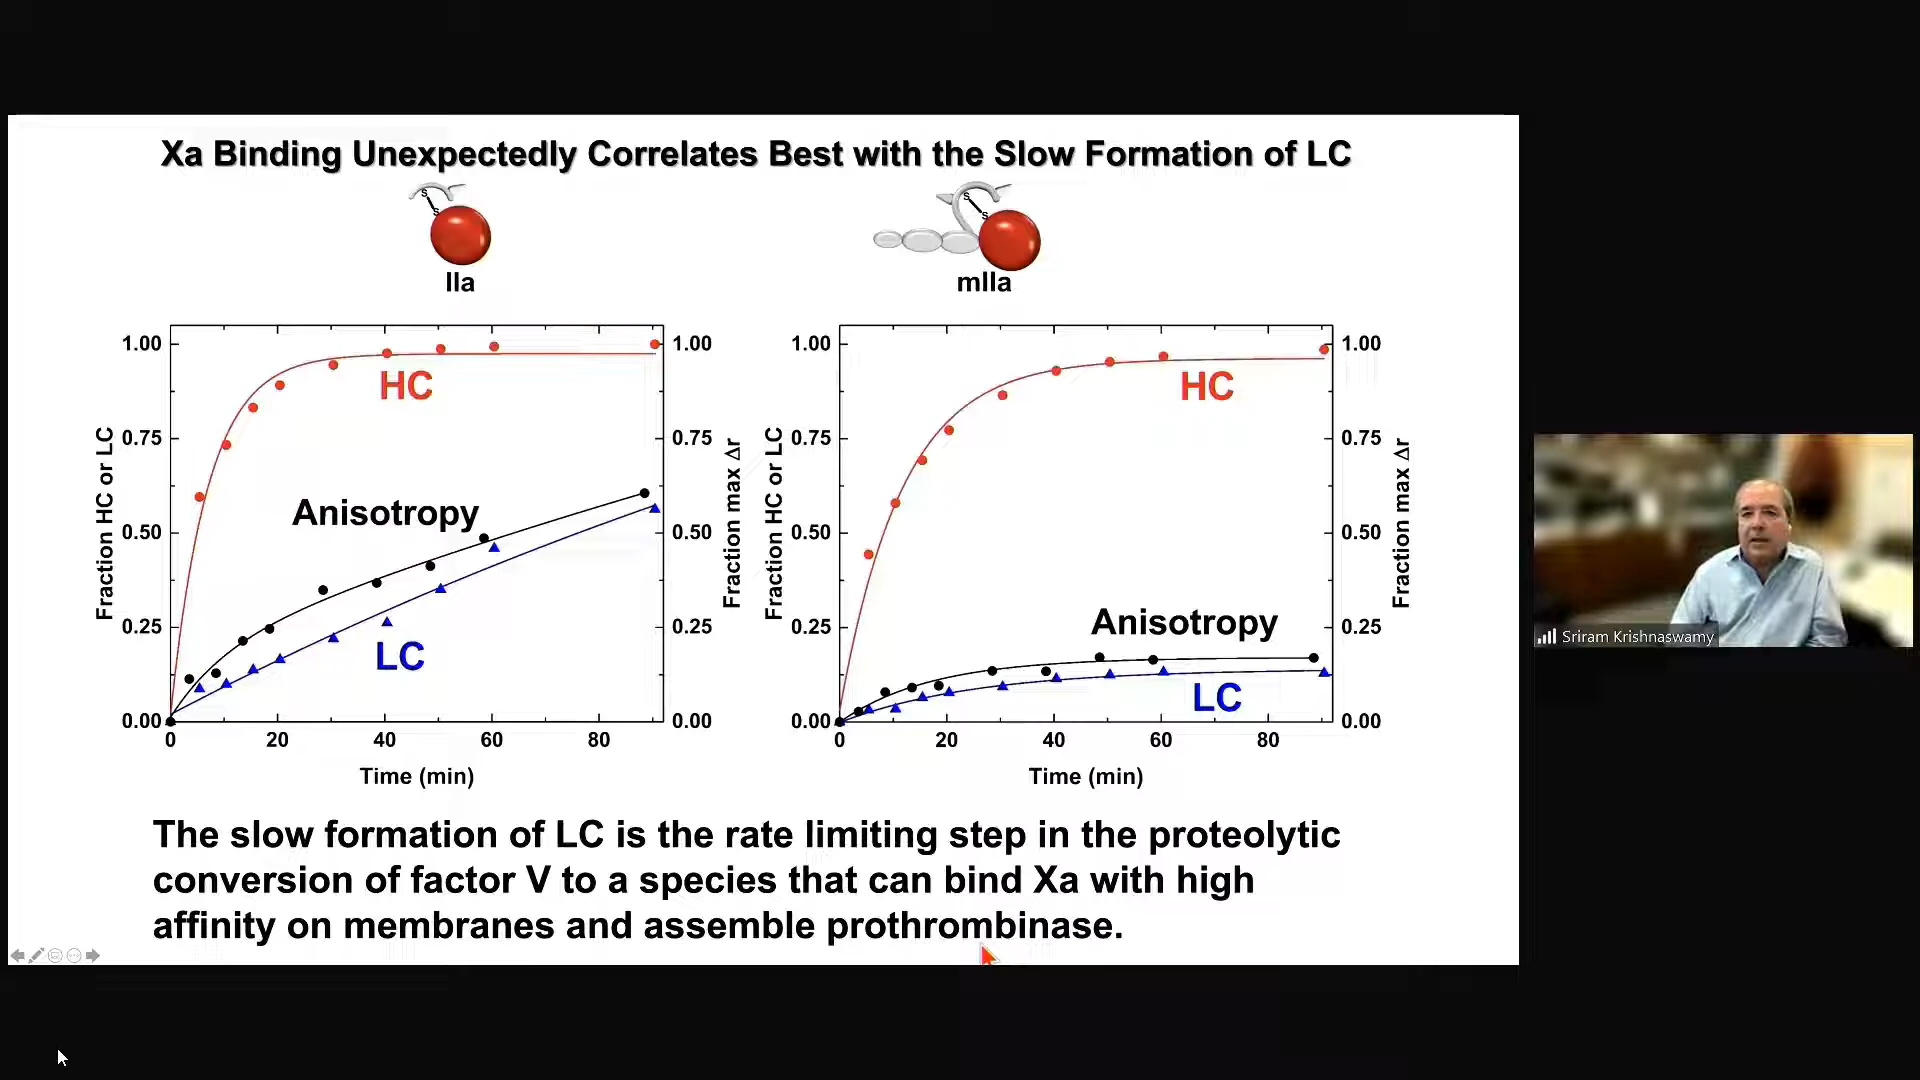 Xa Binding Unexpectedly Correlates Best with the Slow Formation of LC
S
S
IIa
S
S
mIIa
1.00
0.75
0.50
0.25
0.00
Fraction HC or LC
HC
Anisotropy
LC
1.00
0.75
0.50
0.25
0.00
Fraction max Δr
0 20 40 60 80
Time (min)
1.00
0.75
0.50
0.25
0.00
Fraction HC or LC
HC
Anisotropy
LC
1.00
0.75
0.50
0.25
0.00
Fraction max Δr
0 20 40 60 80
Time (min)
The slow formation of LC is the rate limiting step in the proteolytic
conversion of factor V to a species that can bind Xa with high
affinity on membranes and assemble prothrombinase.
Sriram Krishnaswamy